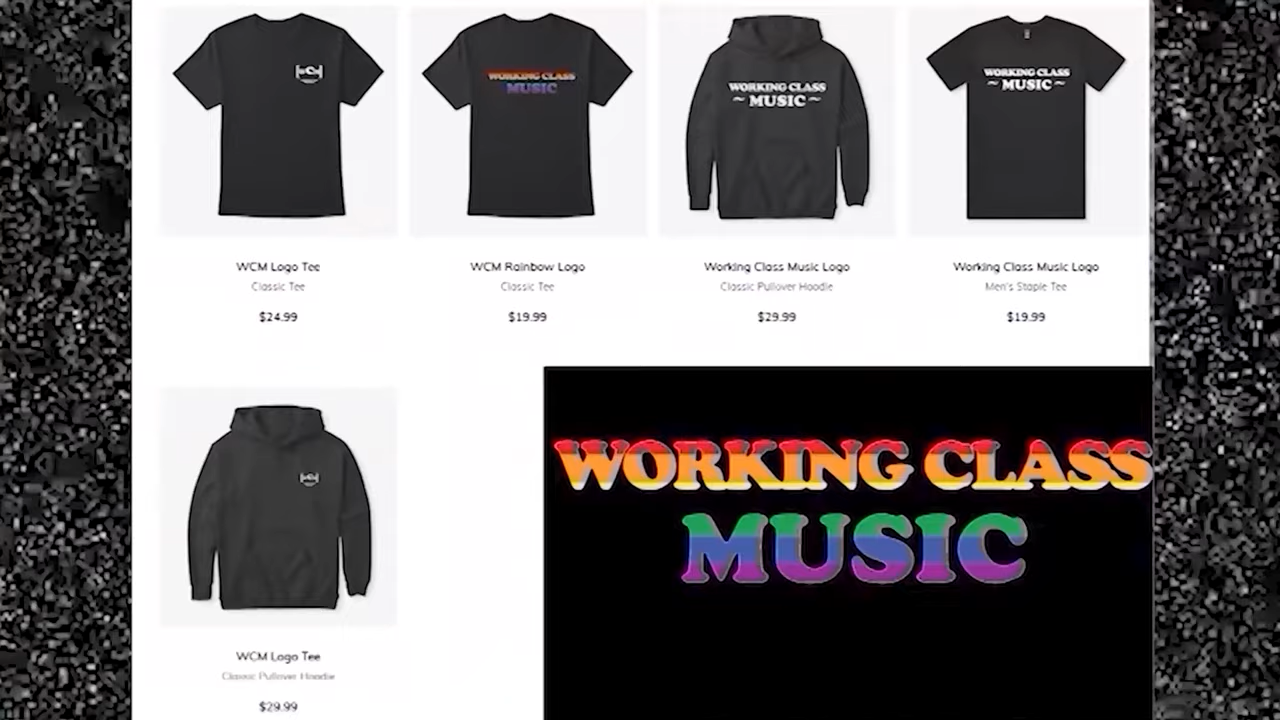 WORKING CLASS
MUSIC
WORKING CLASS
~ MUSIC ~
WORKING CLASS
~ MUSIC ~
WCM Logo Tee
Classic Tee
$24.99
WCM Rainbow Logo
Classic Tee
$19.99
Working Class Music Logo
Classic Pullover Hoodie
$29.99
Working Class Music Logo
Men's Staple Tee
$19.99
WORKING CLASS
MUSIC
WCM Logo Tee
Classic Pullover Hoodie
$29.99